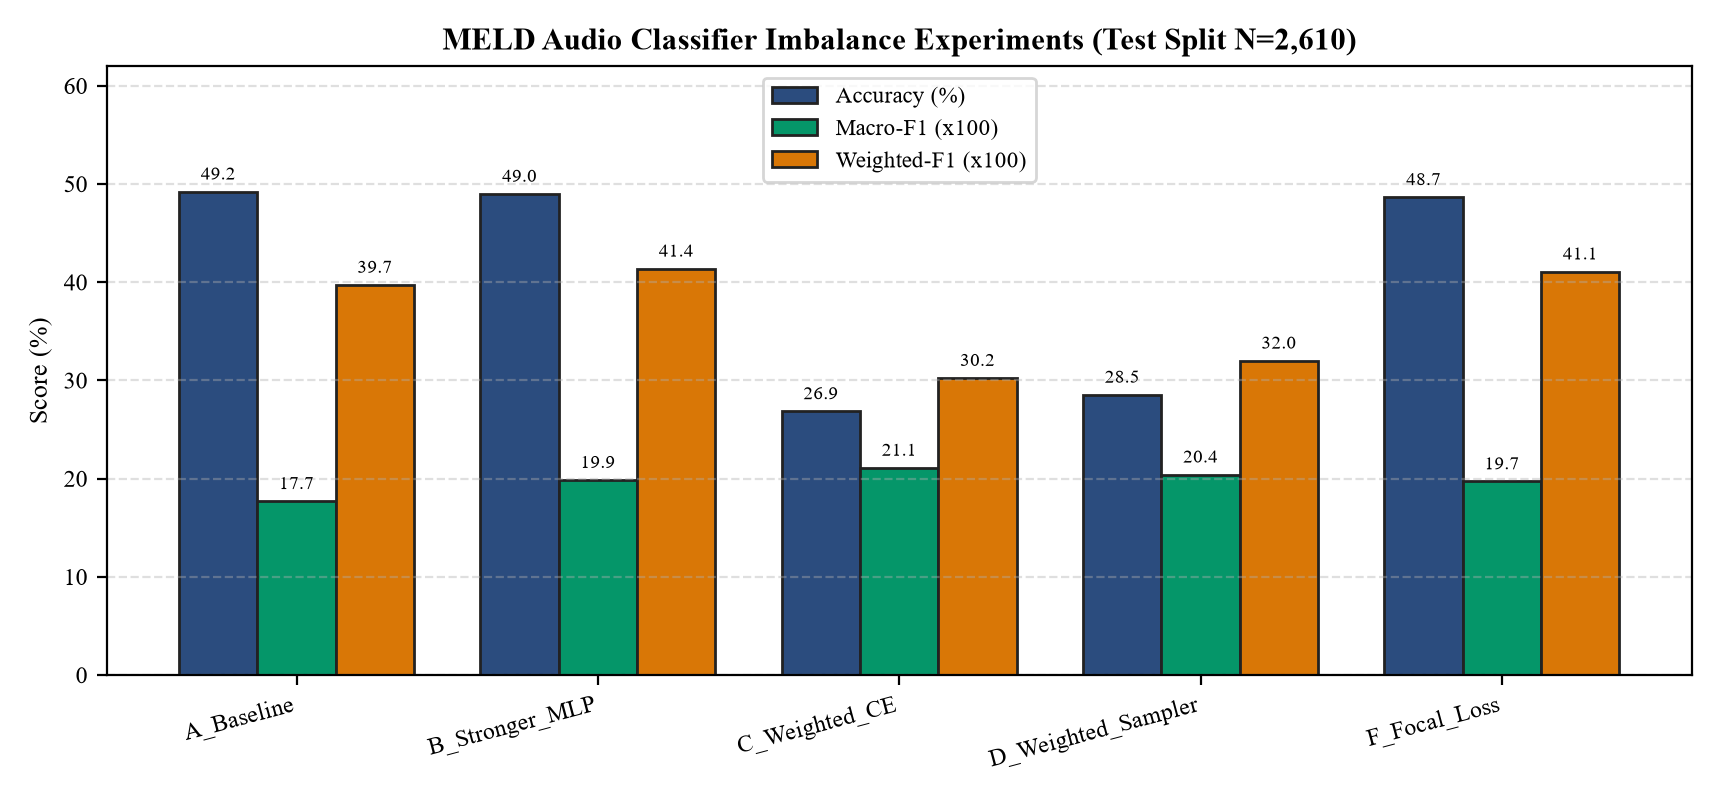 MELD Audio Classifier Imbalance Experiments (Test Split N=2,610)
Accuracy (%)
Macro-F1 (x100)
Weighted-F1 (x100)
Score (%)
60
50
40
30
20
10
0
49.2
17.7
39.7
49.0
19.9
41.4
26.9
21.1
30.2
28.5
20.4
32.0
48.7
19.7
41.1
A_Baseline
B_Stronger_MLP
C_Weighted_CE
D_Weighted_Sampler
F_Focal_Loss